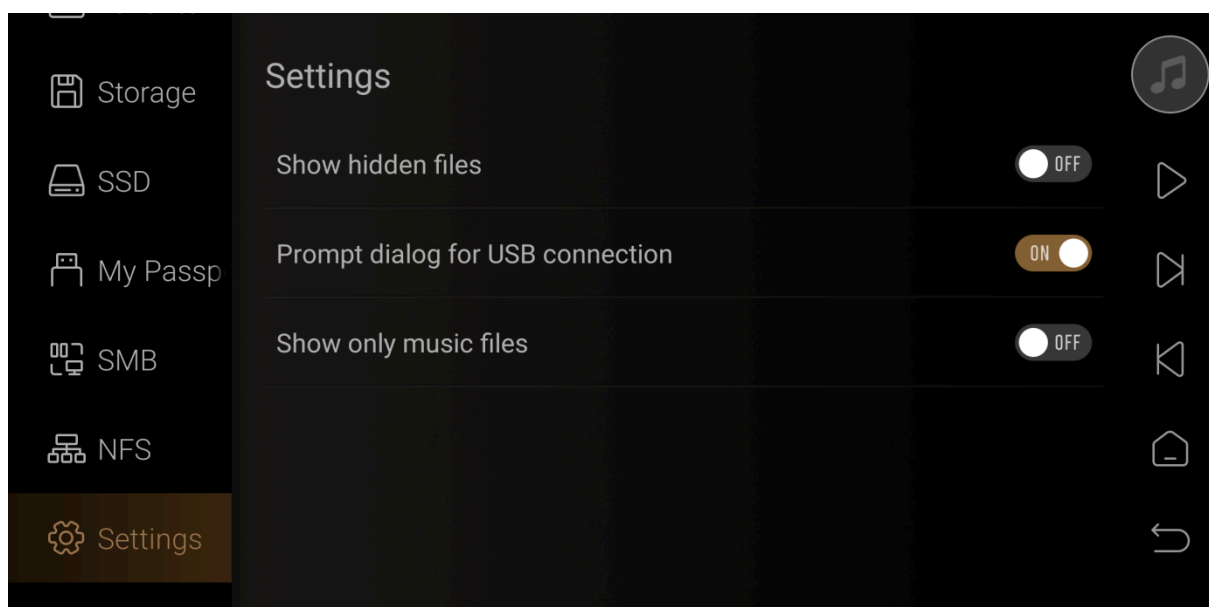 Storage
SSD
My Passp
SMB
NFS
Settings
Settings
Show hidden files
OFF
Prompt dialog for USB connection
ON
Show only music files
OFF